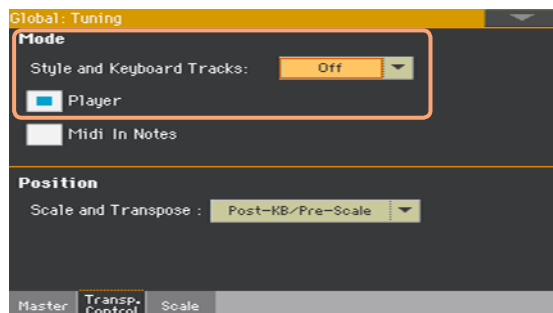 Global: Tuning
Mode
Style and Keyboard Tracks: Off
Player
Midi In Notes
Position
Scale and Transpose : Post-KB/Pre-Scale
Master Transp. Control Scale